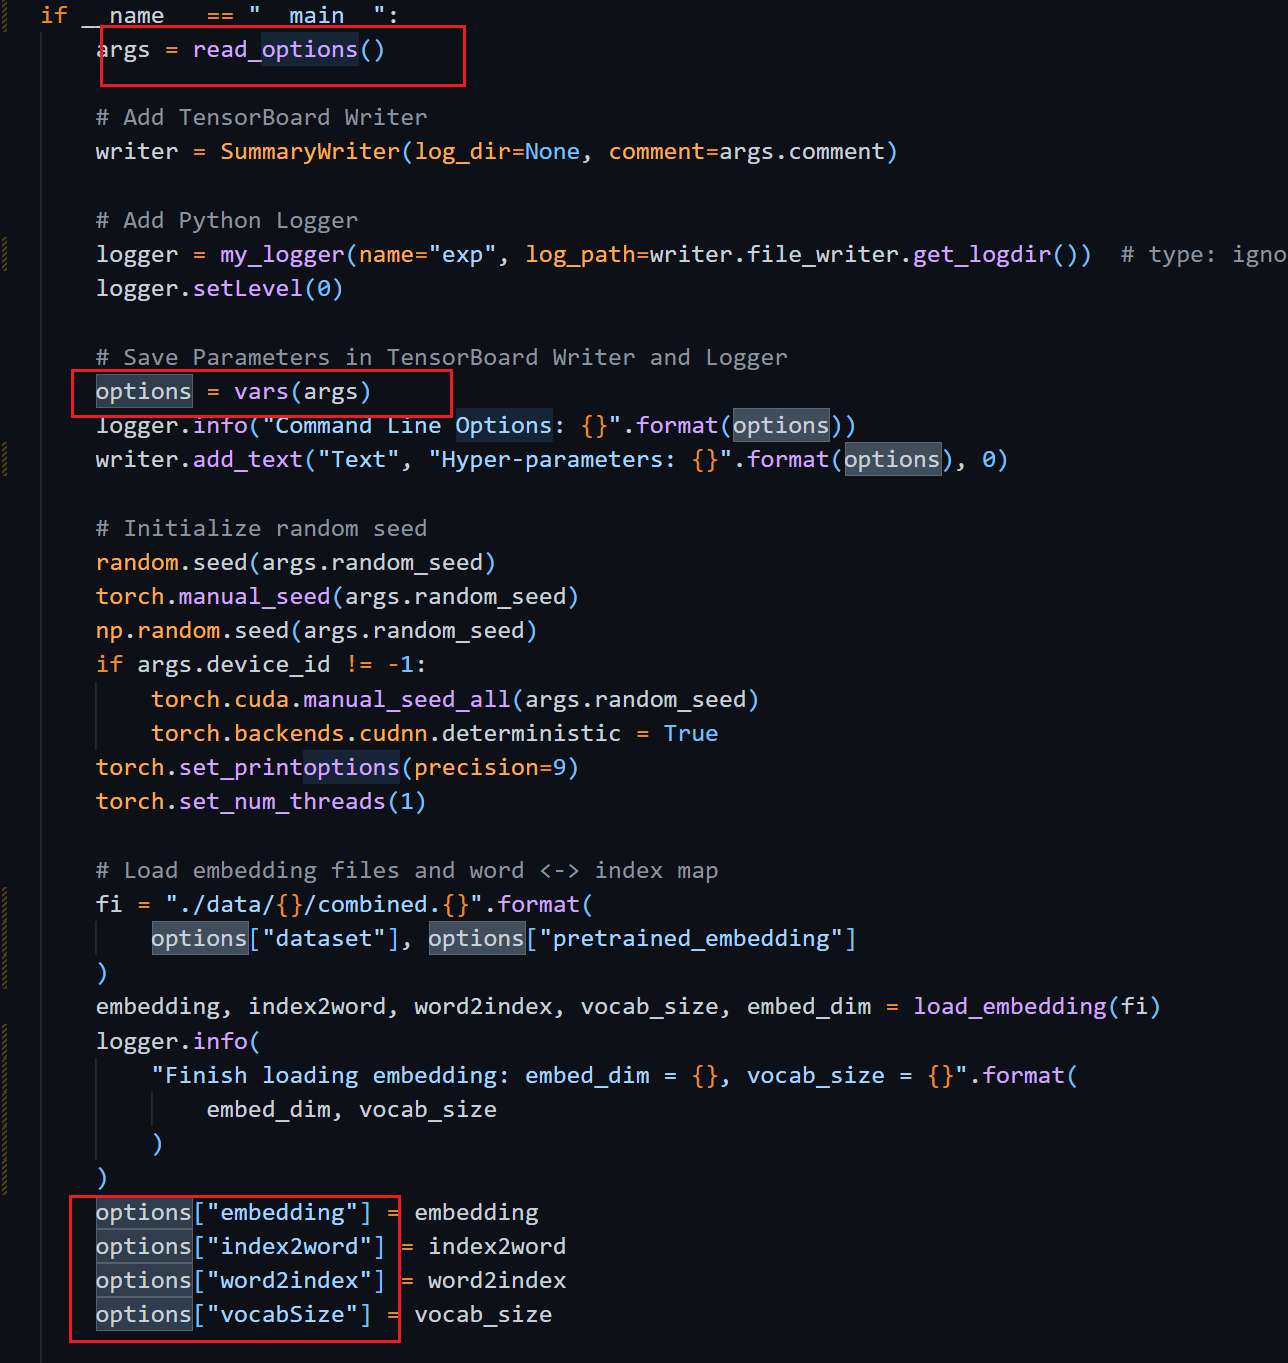 if __name__ == "__main__":
args = read_options()
# Add TensorBoard Writer
writer = SummaryWriter(log_dir=None, comment=args.comment)
# Add Python Logger
logger = my_logger(name="exp", log_path=writer.file_writer.get_logdir())  # type: igno
logger.setLevel(0)
# Save Parameters in TensorBoard Writer and Logger
options = vars(args)
logger.info("Command Line Options: {}".format(options))
writer.add_text("Text", "Hyper-parameters: {}".format(options), 0)
# Initialize random seed
random.seed(args.random_seed)
torch.manual_seed(args.random_seed)
np.random.seed(args.random_seed)
if args.device_id != -1:
torch.cuda.manual_seed_all(args.random_seed)
torch.backends.cudnn.deterministic = True
torch.set_printoptions(precision=9)
torch.set_num_threads(1)
# Load embedding files and word <-> index map
fi = "./data/{}/combined.{}".format(
options["dataset"], options["pretrained_embedding"]
)
embedding, index2word, word2index, vocab_size, embed_dim = load_embedding(fi)
logger.info(
"Finish loading embedding: embed_dim = {}, vocab_size = {}".format(
embed_dim, vocab_size
)
)
options["embedding"] = embedding
options["index2word"] = index2word
options["word2index"] = word2index
options["vocabSize"] = vocab_size